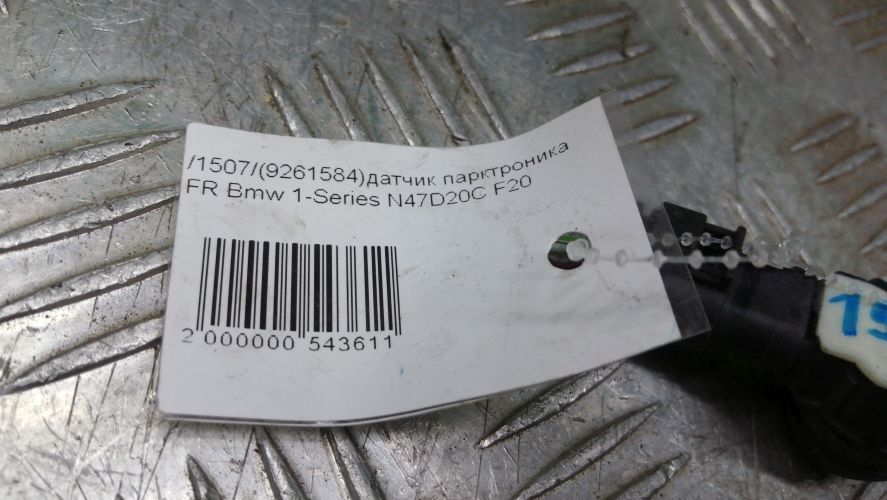 /1507/(9261584)датчик парктроника
FR Bmw 1-Series N47D20C F20
2 000000 543611